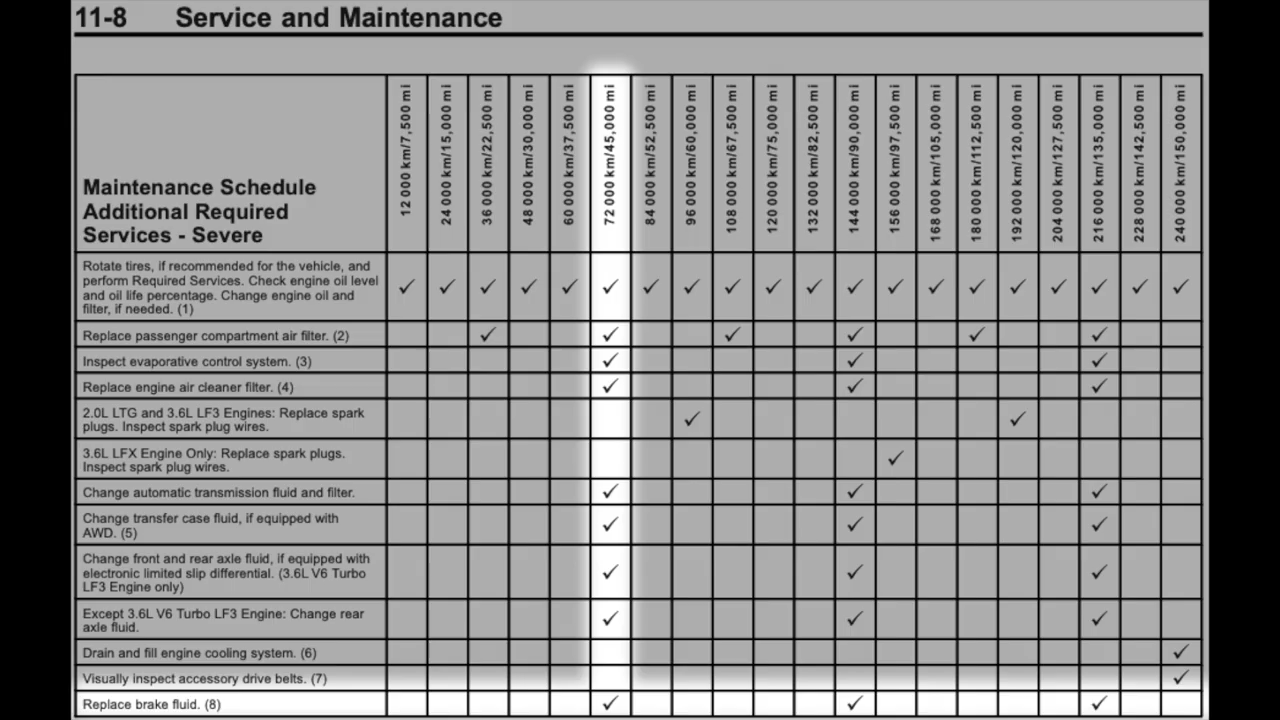 11-8 Service and Maintenance
Maintenance Schedule
Additional Required
Services - Severe
12 000 km/7,500 mi
24 000 km/15,000 mi
36 000 km/22,500 mi
48 000 km/30,000 mi
60 000 km/37,500 mi
72 000 km/45,000 mi
84 000 km/52,500 mi
96 000 km/60,000 mi
108 000 km/67,500 mi
120 000 km/75,000 mi
132 000 km/82,500 mi
144 000 km/90,000 mi
156 000 km/97,500 mi
168 000 km/105,000 mi
180 000 km/112,500 mi
192 000 km/120,000 mi
204 000 km/127,500 mi
216 000 km/135,000 mi
228 000 km/142,500 mi
240 000 km/150,000 mi
Rotate tires, if recommended for the vehicle, and
perform Required Services. Check engine oil level
and oil life percentage. Change engine oil and
filter, if needed. (1)
Replace passenger compartment air filter. (2)
Inspect evaporative control system. (3)
Replace engine air cleaner filter. (4)
2.0L LTG and 3.6L LF3 Engines: Replace spark
plugs. Inspect spark plug wires.
3.6L LFX Engine Only: Replace spark plugs.
Inspect spark plug wires.
Change automatic transmission fluid and filter.
Change transfer case fluid, if equipped with
AWD. (5)
Change front and rear axle fluid, if equipped with
electronic limited slip differential. (3.6L V6 Turbo
LF3 Engine only)
Except 3.6L V6 Turbo LF3 Engine: Change rear
axle fluid.
Drain and fill engine cooling system. (6)
Visually inspect accessory drive belts. (7)
Replace brake fluid. (8)